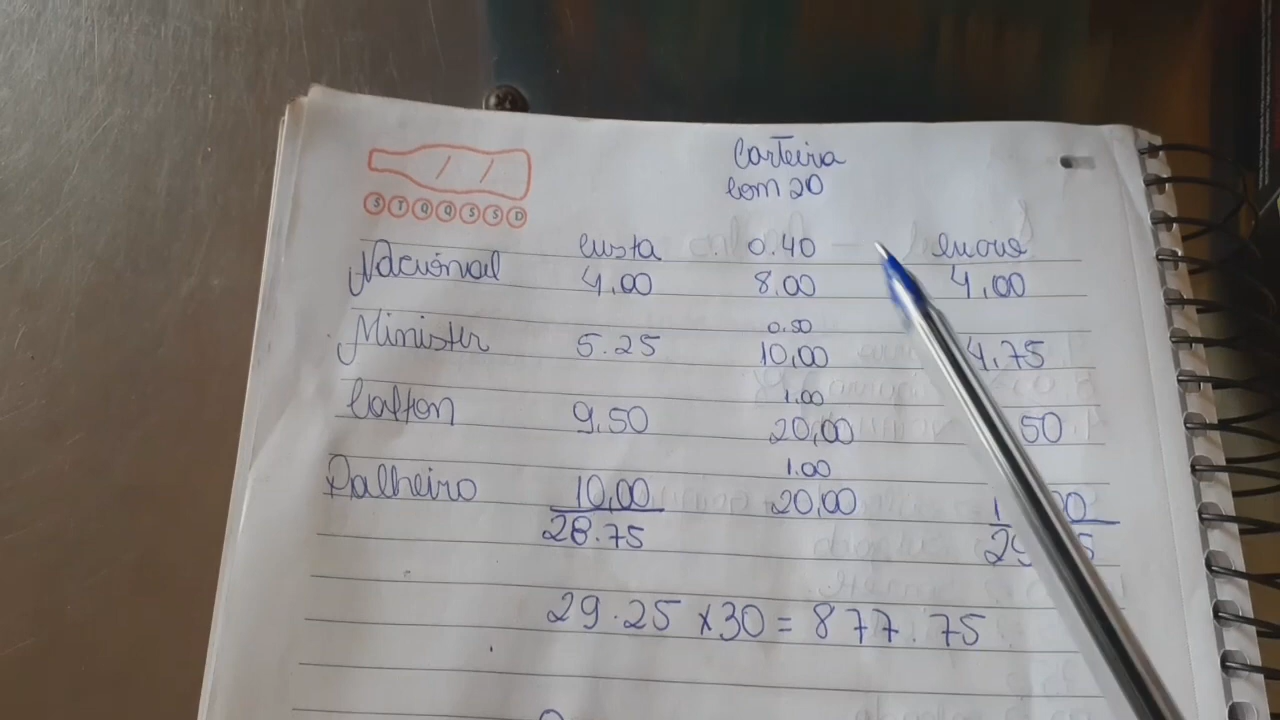 Carteira
Com 20
S T Q Q S S D
Nacional custa 0.40 lucro
4,00 8.00 4,00
0.50
Minister 5.25 10,00 4.75
1.00
Calton 9.50 20,00 50
1.00
Palheiro 10,00 20,00
28.75
29.25 x 30 = 877.75